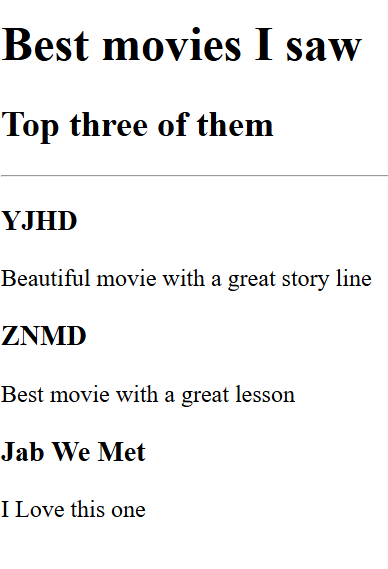 Best movies I saw
Top three of them
YJHD
Beautiful movie with a great story line
ZNMD
Best movie with a great lesson
Jab We Met
I Love this one